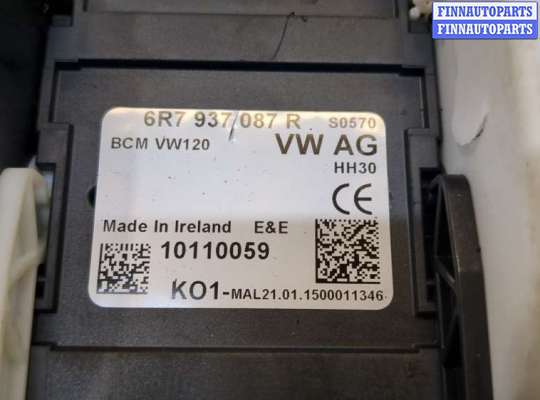 FINNAUTOPARTS
FINNAUTOPARTS
6R7 937 087 R S0570
BCM VW120 VW AG
HH30
CE
Made In Ireland E&E
10110059
KO1-MAL21.01.1500011346